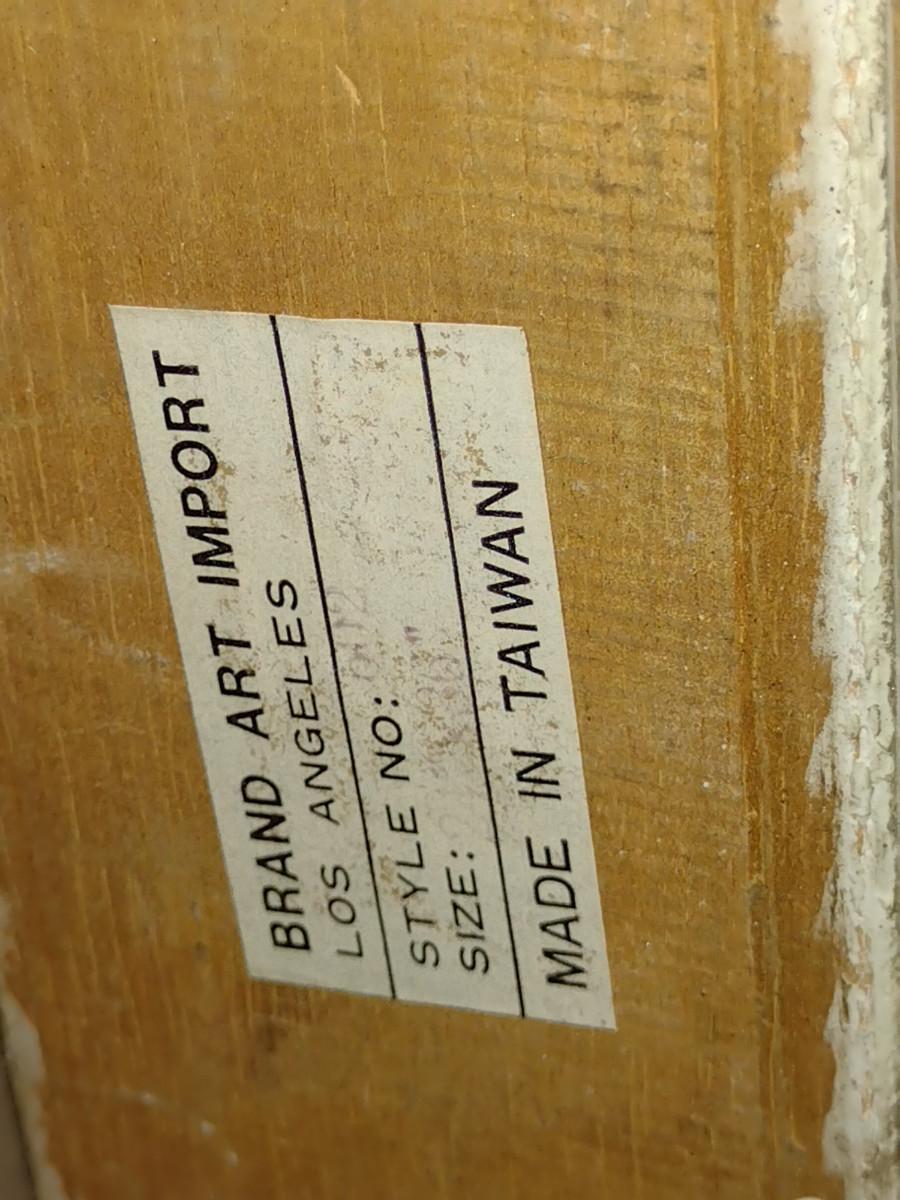 BRAND ART IMPORT
LOS ANGELES
STYLE NO:
SIZE:
MADE IN TAIWAN